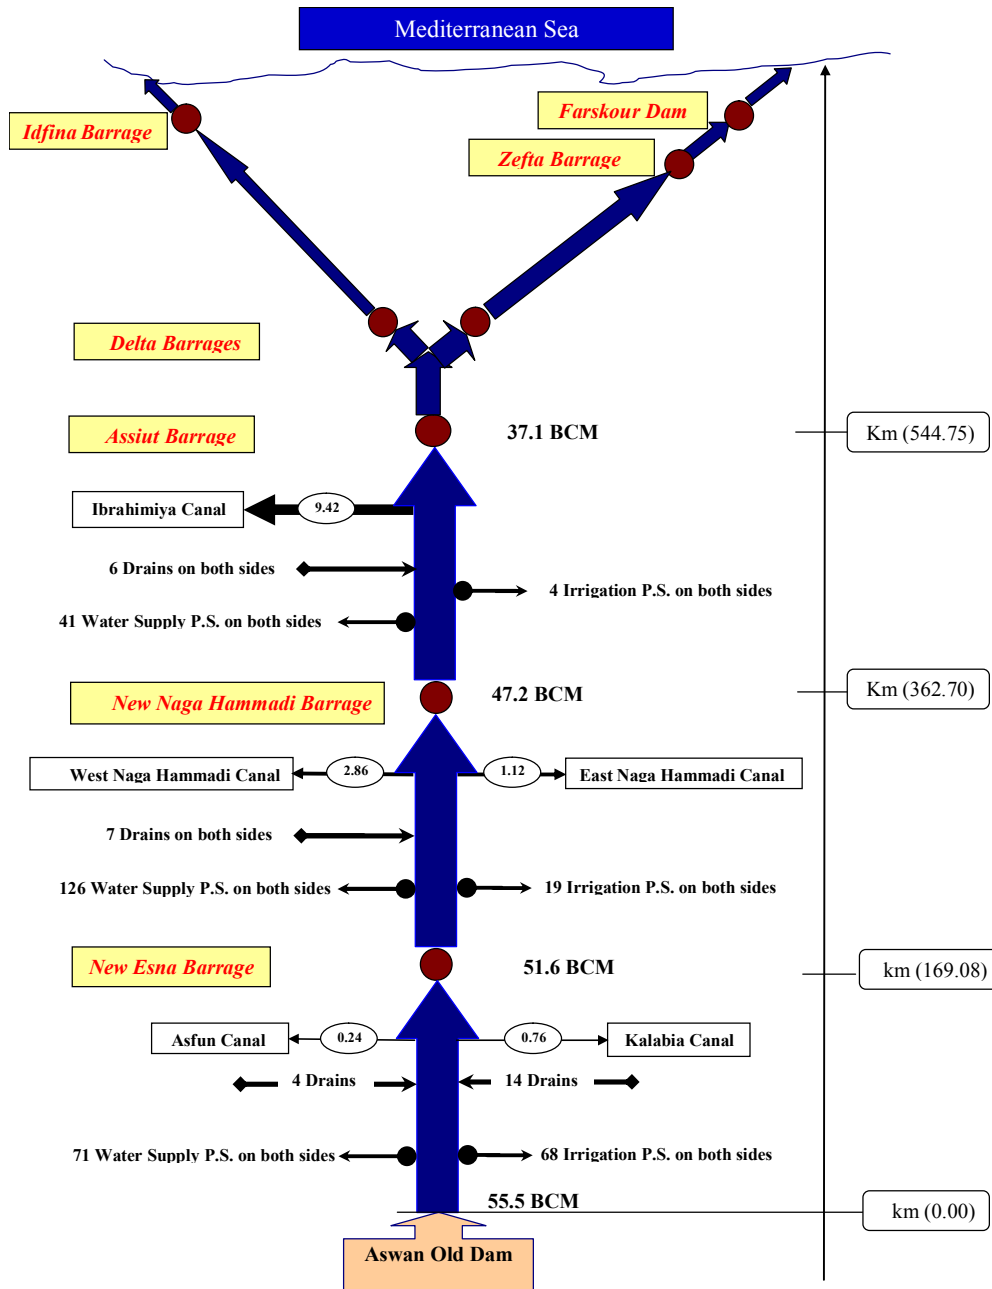 Mediterranean Sea
Farskour Dam
Idfina Barrage
Zefta Barrage
Delta Barrages
Assiut Barrage
37.1 BCM
Km (544.75)
Ibrahimiya Canal
9.42
6 Drains on both sides
4 Irrigation P.S. on both sides
41 Water Supply P.S. on both sides
New Naga Hammadi Barrage
47.2 BCM
Km (362.70)
West Naga Hammadi Canal
2.86
1.12
East Naga Hammadi Canal
7 Drains on both sides
126 Water Supply P.S. on both sides
19 Irrigation P.S. on both sides
New Esna Barrage
51.6 BCM
km (169.08)
Asfun Canal
0.24
0.76
Kalabia Canal
4 Drains
14 Drains
71 Water Supply P.S. on both sides
68 Irrigation P.S. on both sides
55.5 BCM
km (0.00)
Aswan Old Dam